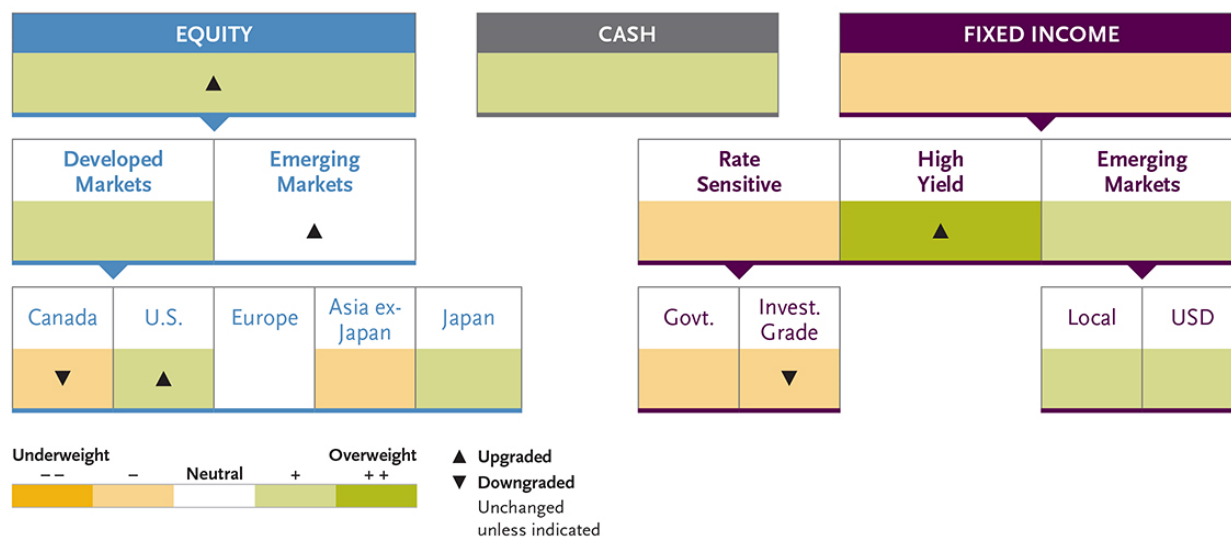 EQUITY
CASH
FIXED INCOME
▲
Developed
Markets
Emerging
Markets
▲
Rate
Sensitive
High
Yield
▲
Emerging
Markets
Canada
▼
U.S.
▲
Europe
Asia ex-
Japan
Japan
Govt.
Invest.
Grade
▼
Local
USD
Underweight
Overweight
– –
–
Neutral
+
+ +
▲ Upgraded
▼ Downgraded
Unchanged
unless indicated